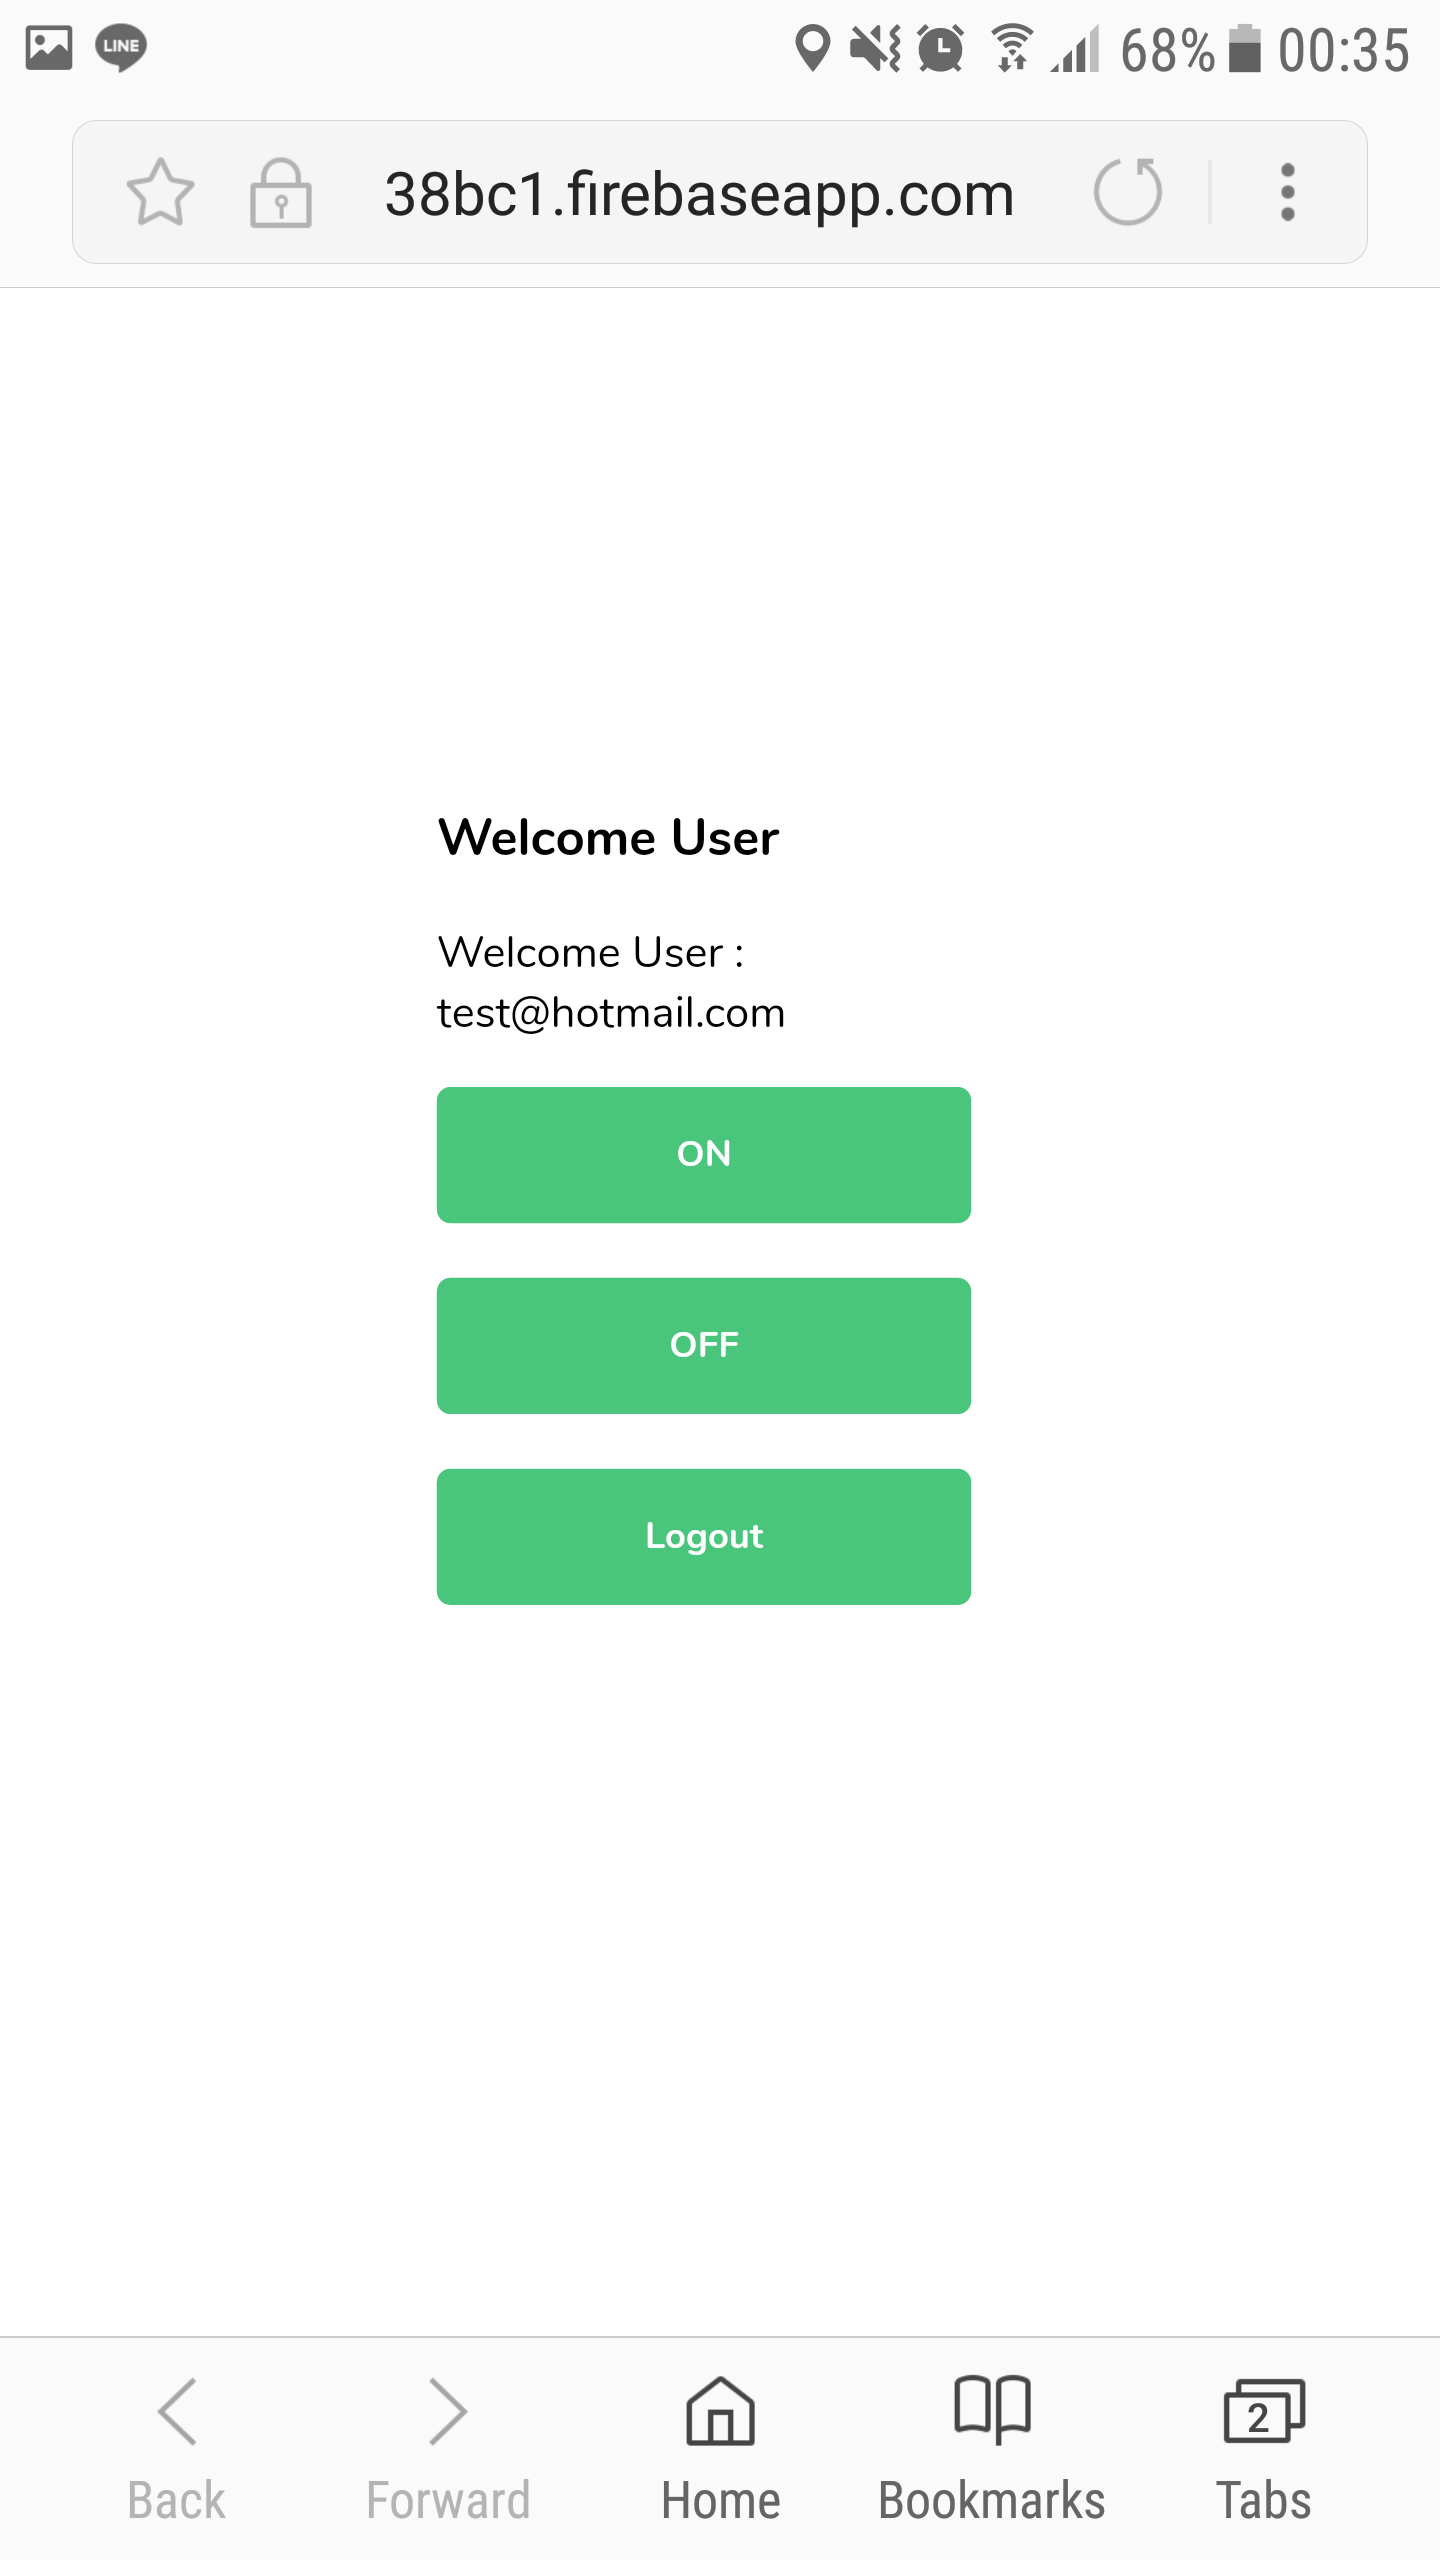 LINE 68% 00:35
38bc1.firebaseapp.com
Welcome User
Welcome User :
test@hotmail.com
ON
OFF
Logout
2
Back Forward Home Bookmarks Tabs